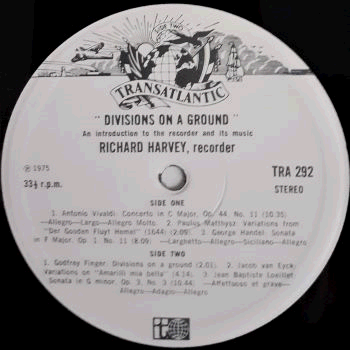 SIDE TWO
TRANSATLANTIC
"DIVISIONS ON A GROUND"
An introduction to the recorder and its music
RICHARD HARVEY, recorder
℗ 1975
33⅓ r.p.m.
TRA 292
STEREO
SIDE ONE
1. Antonio Vivaldi: Concerto in C Major, Op. 44, No. 11 (10.35)
—Allegro—Largo—Allegro Molto. 2. Paulus Matthysz Variations from
"Der Gooden Fluyt Hemel" (1644) (2.09). 3. George Handel: Sonata
in F Major, Op. 1 No. 11 (8.09) —Larghetto—Allegro—Siciliano—Allegro
SIDE TWO
1. Godfrey Finger: Divisions on a ground (2.01). 2. Jacob van Eyck:
Variations on "Amarilli mia bella" (4.14). 3. Jean Baptiste Loeillet
Sonata in G minor, Op. 3, No. 3 (10.44) —Affettuoso et grave—
Allegro—Adagio—Allegro